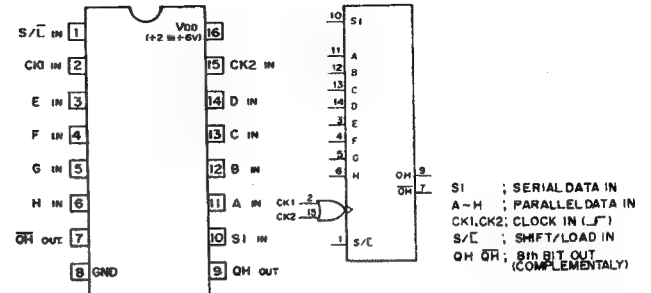 S/L̅ IN 1
VDD
(+2 to +6V)
16
CK1 IN 2
15 CK2 IN
E IN 3
14 D IN
F IN 4
13 C IN
G IN 5
12 B IN
H IN 6
11 A IN
Q̅H̅ OUT 7
10 SI IN
8 GND
9 QH OUT
10 SI
11 A
12 B
13 C
14 D
3 E
4 F
5 G
6 H
QH 9
Q̅H̅ 7
CK1 2
CK2 15
1 S/L̅
SI ; SERIAL DATA IN
A~H ; PARALLEL DATA IN
CK1,CK2; CLOCK IN (_/‾)
S/L̅ ; SHIFT/LOAD IN
QH Q̅H̅ ; 8th BIT OUT
(COMPLEMENTALY)